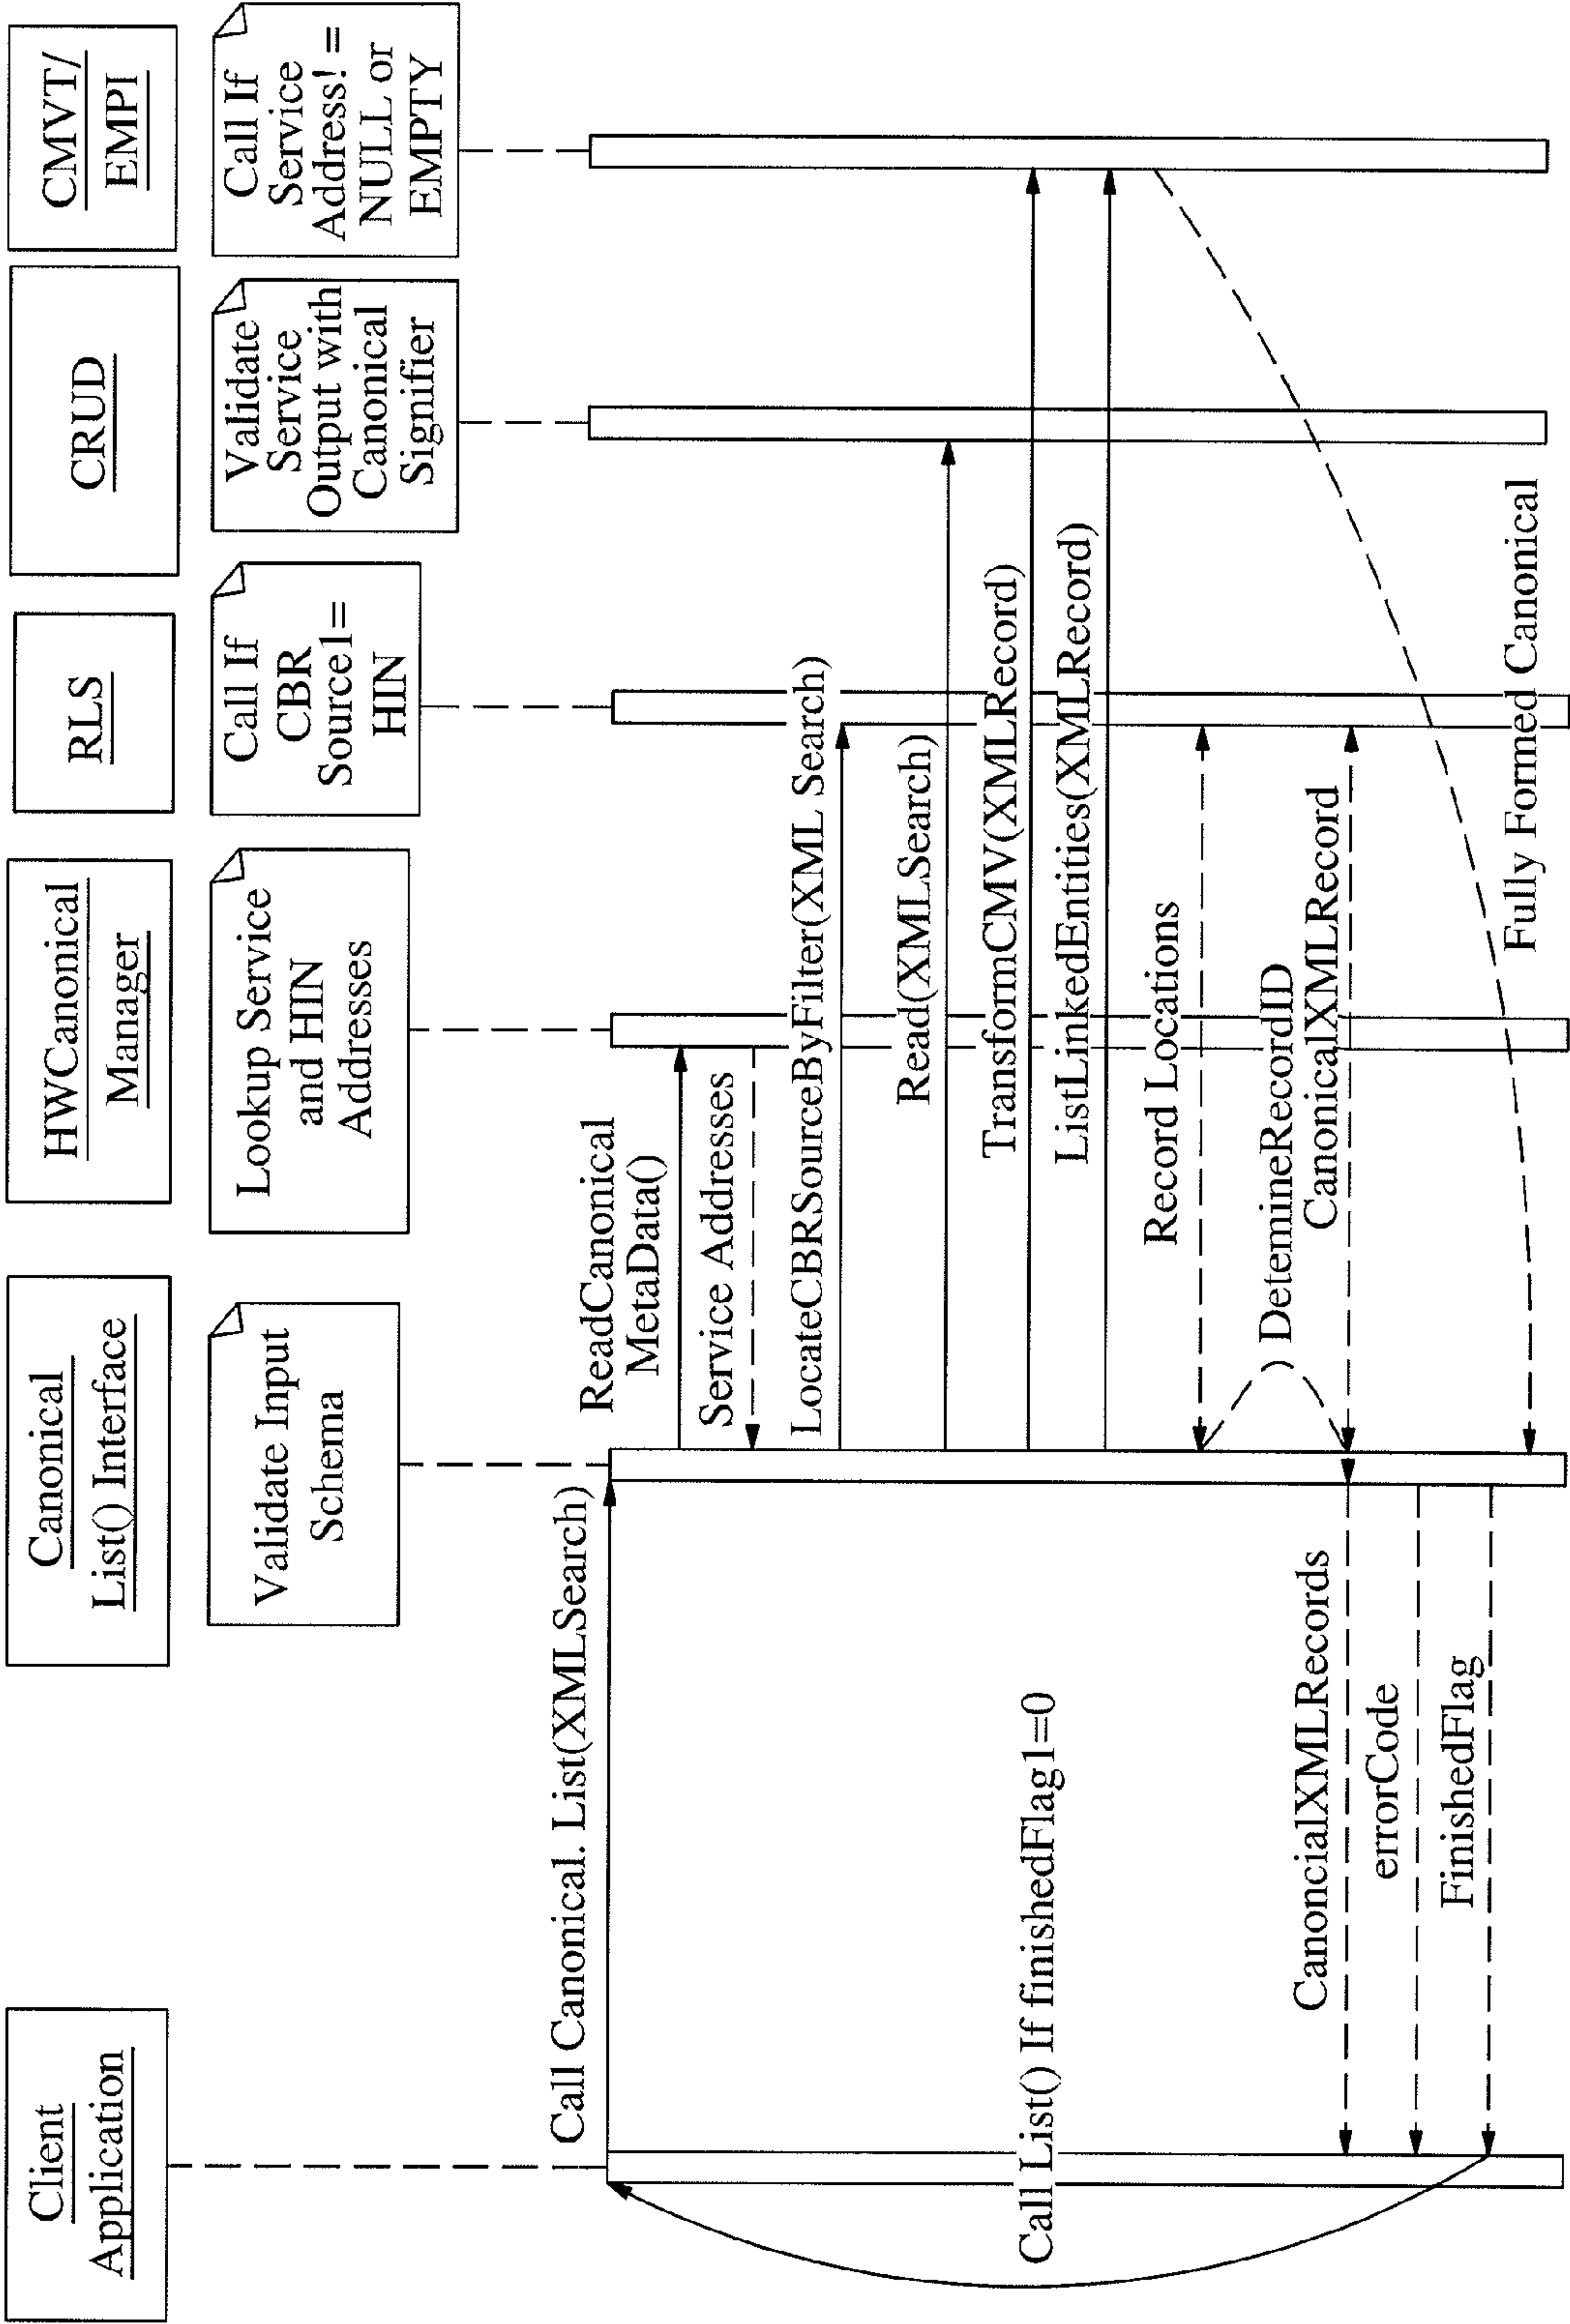 Client
Application
Canonical
List() Interface
HWCanonical
Manager
RLS
CRUD
CMVT/
EMPI
Validate Input
Schema
Lookup Service
and HIN
Addresses
Call If
CBR
Source1=
HIN
Validate
Service
Output with
Canonical
Signifier
Call If
Service
Address! =
NULL or
EMPTY
Call Canonical. List(XMLSearch)
ReadCanonical
MetaData()
Service Addresses
LocateCBRSourceByFilter(XML Search)
Read(XMLSearch)
TransformCMV(XMLRecord)
ListLinkedEntities(XMLRecord)
Call List() If finishedFlag1=0
Record Locations
DetemineRecordID
CanonicalXMLRecord
CanoncialXMLRecords
errorCode
FinishedFlag
Fully Formed Canonical